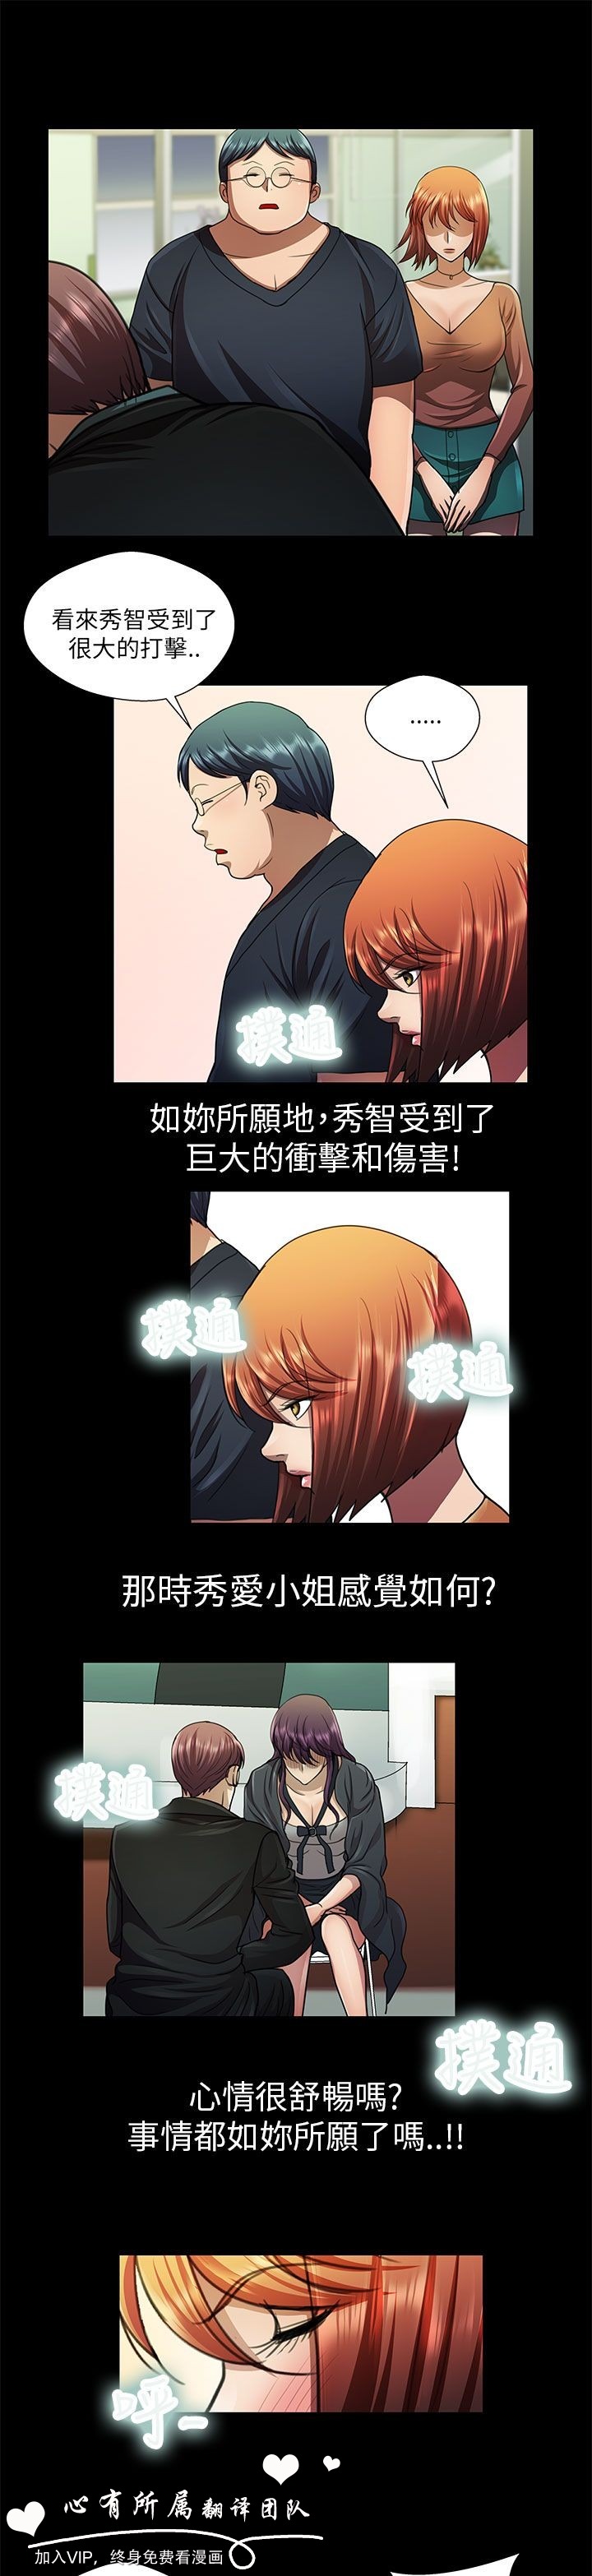 看來秀智受到了
很大的打擊..
.....
撲通
如妳所願地,秀智受到了
巨大的衝擊和傷害!
撲通
撲通
那時秀愛小姐感覺如何?
撲通
撲通
心情很舒暢嗎?
事情都如妳所願了嗎..!!
呼~
心有所属翻译团队
加入VIP，终身免费看漫画